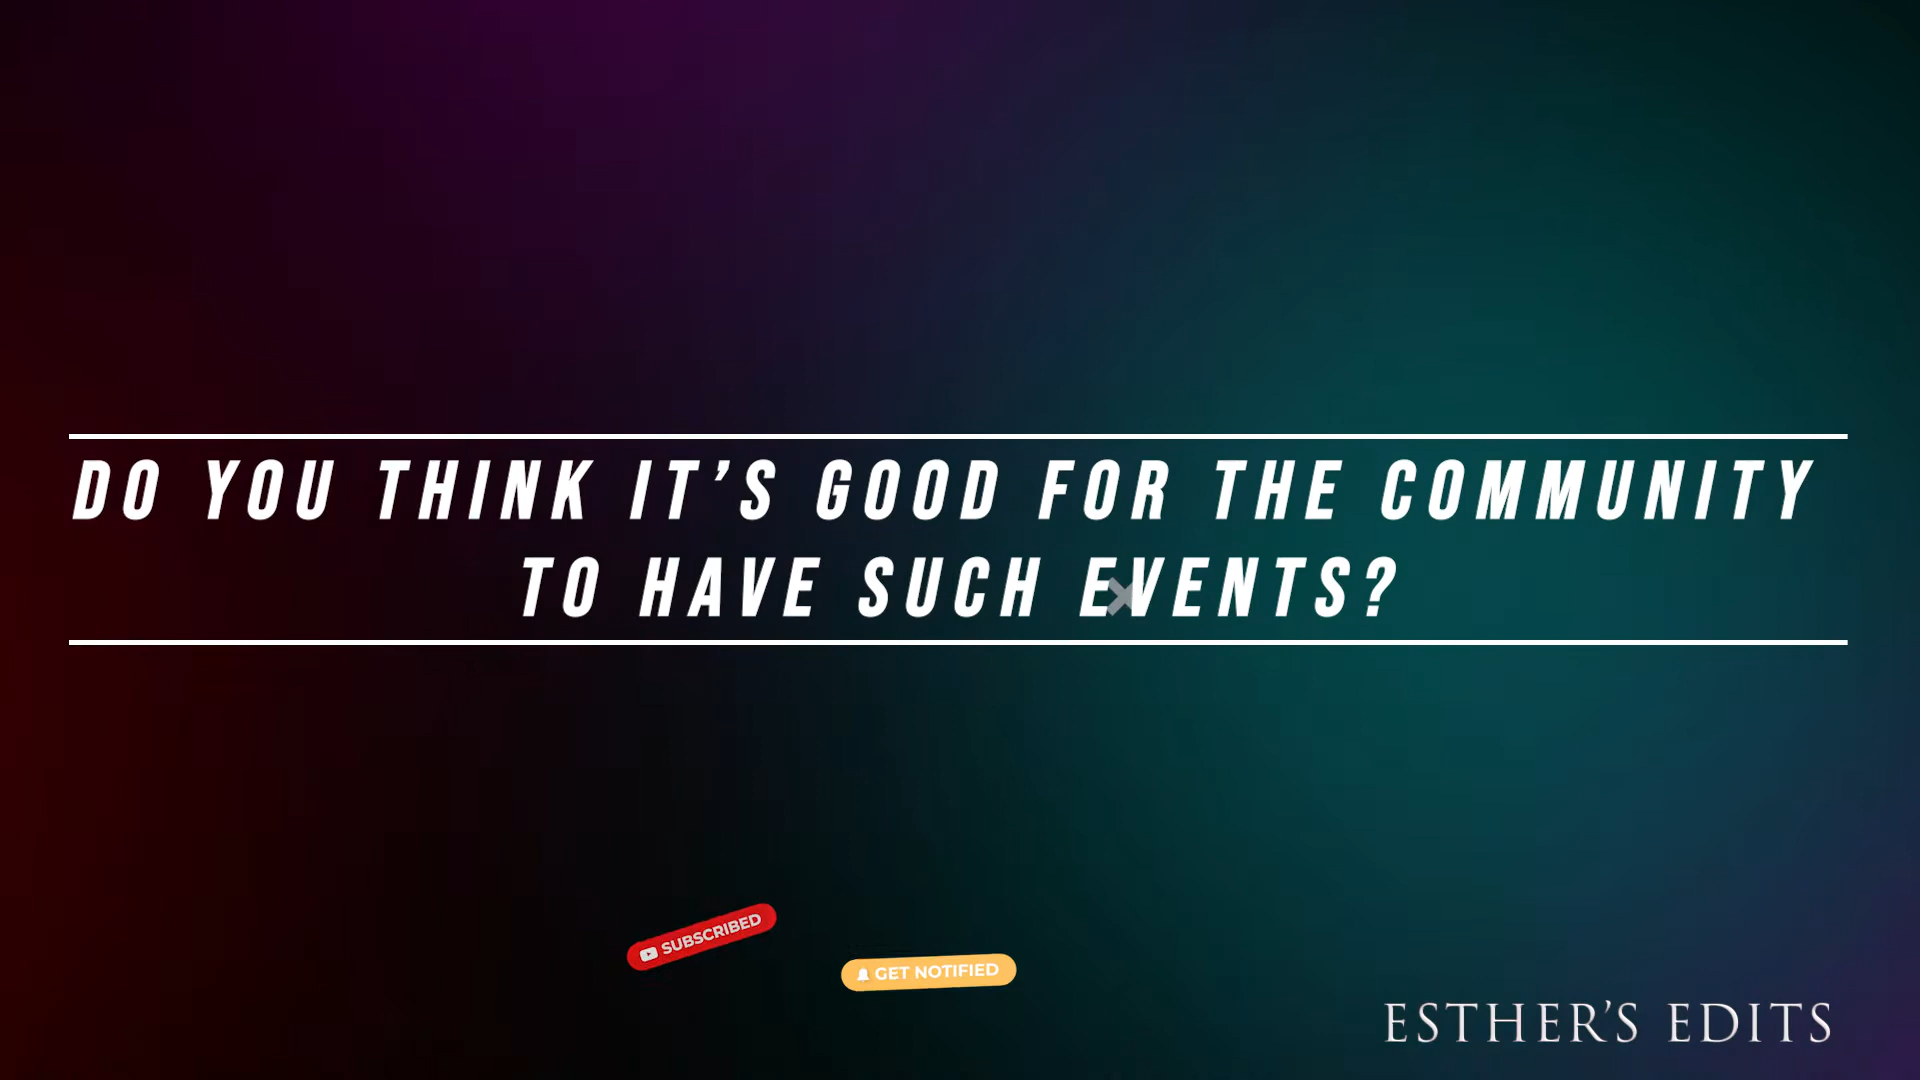 DO YOU THINK IT’S GOOD FOR THE COMMUNITY
TO HAVE SUCH EVENTS?
SUBSCRIBED
GET NOTIFIED
ESTHER’S EDITS